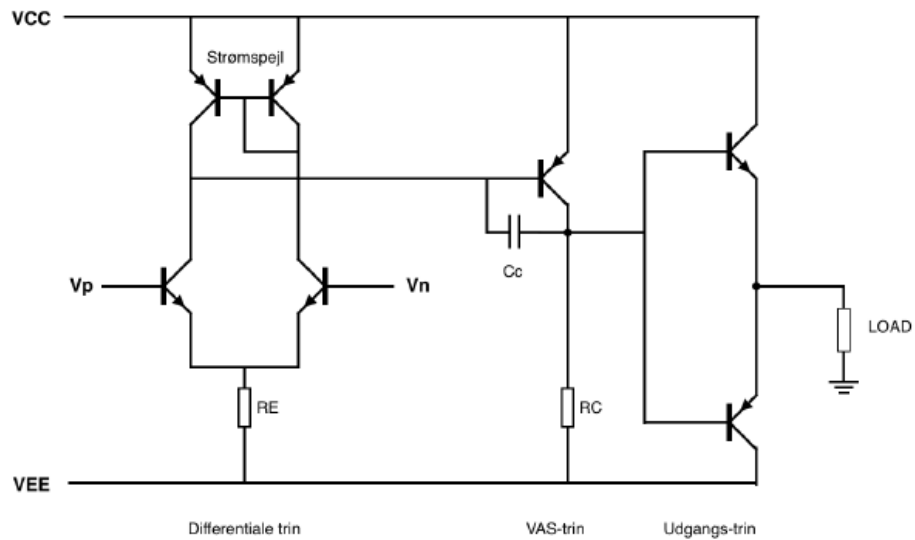 VCC
Strømspejl
Cc
Vp
Vn
LOAD
RE
RC
VEE
Differentiale trin
VAS-trin
Udgangs-trin